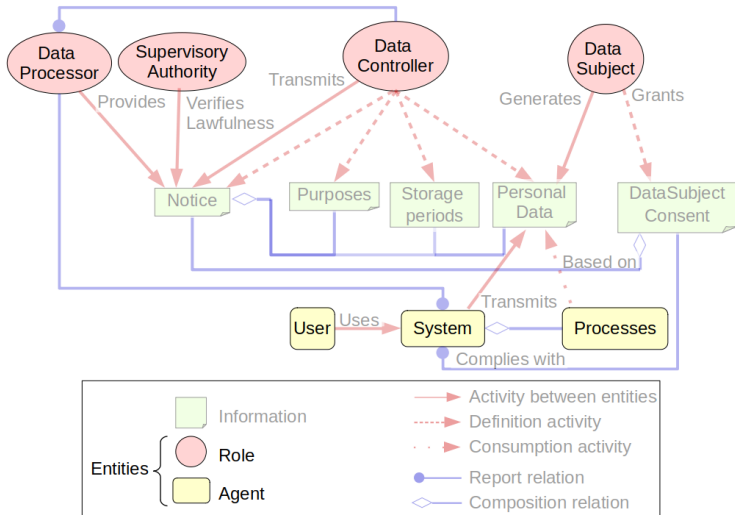 Data
Processor
Supervisory
Authority
Data
Controller
Data
Subject
Provides
Verifies
Lawfulness
Transmits
Generates
Grants
Notice
Purposes
Storage
periods
Personal
Data
DataSubject
Consent
Based on
Transmits
User
Uses
System
Processes
Complies with
Information
Entities
Role
Agent
Activity between entities
Definition activity
Consumption activity
Report relation
Composition relation